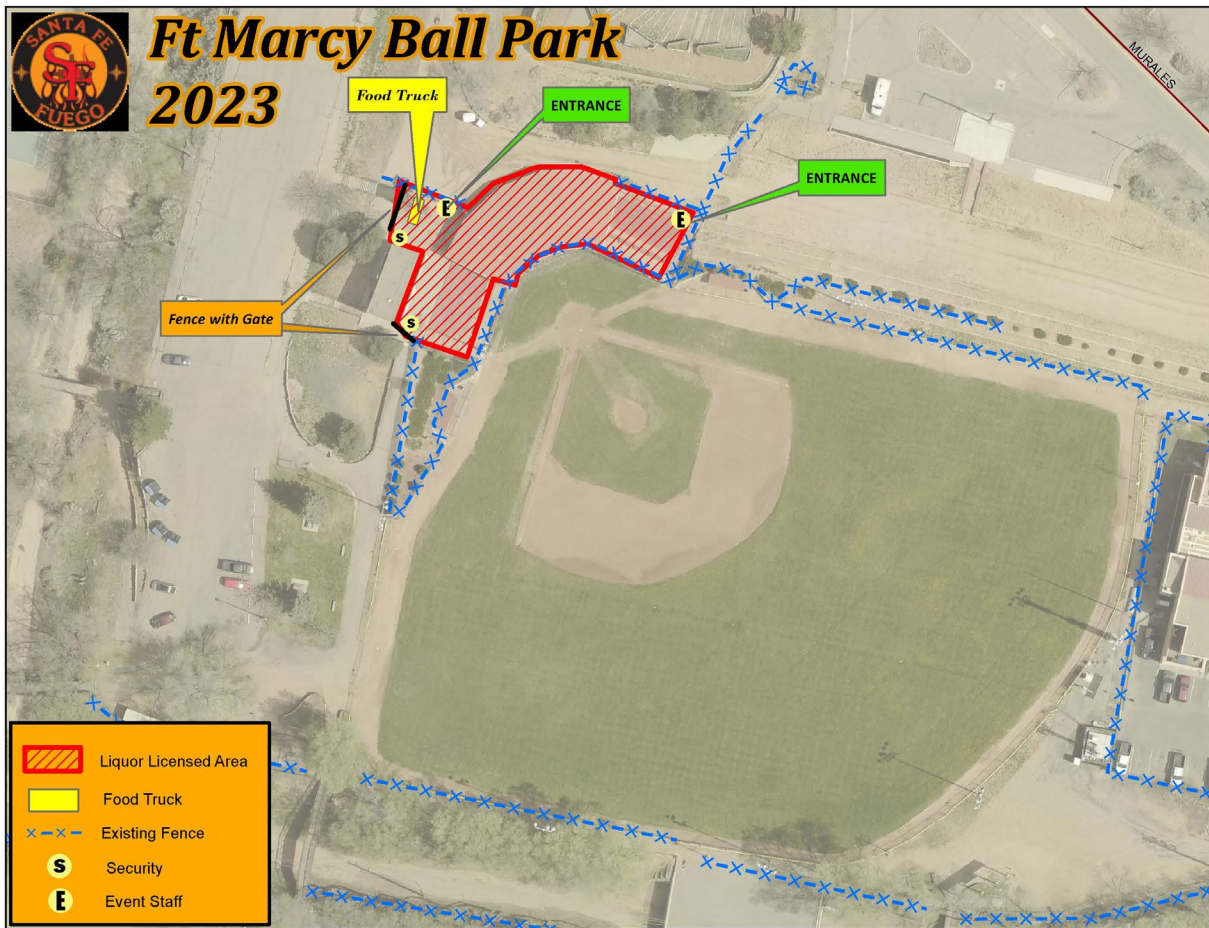 SANTA FE
SF
FUEGO
Ft Marcy Ball Park
2023
Food Truck
ENTRANCE
ENTRANCE
MURALES
E
E
S
Fence with Gate
S
Liquor Licensed Area
Food Truck
Existing Fence
S Security
E Event Staff